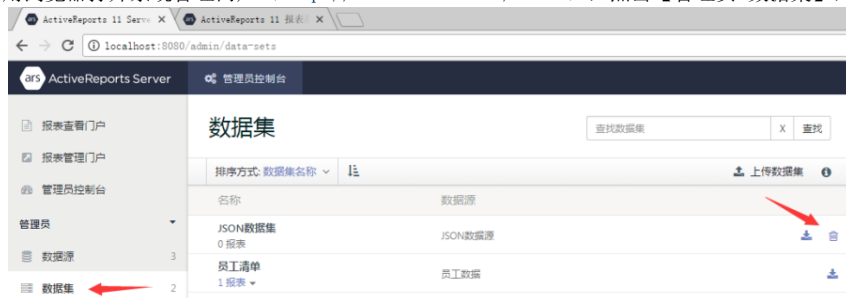 ActiveReports 11 Serve
ActiveReports 11 报表
localhost:8080/admin/data-sets
ars ActiveReports Server
管理员控制台
报表查看门户
报表管理门户
管理员控制台
管理员
数据源 3
数据集 2
数据集
查找数据集 X 查找
排序方式: 数据集名称
上传数据集
名称 数据源
JSON数据集
0 报表
JSON数据源
员工清单
1 报表
员工数据